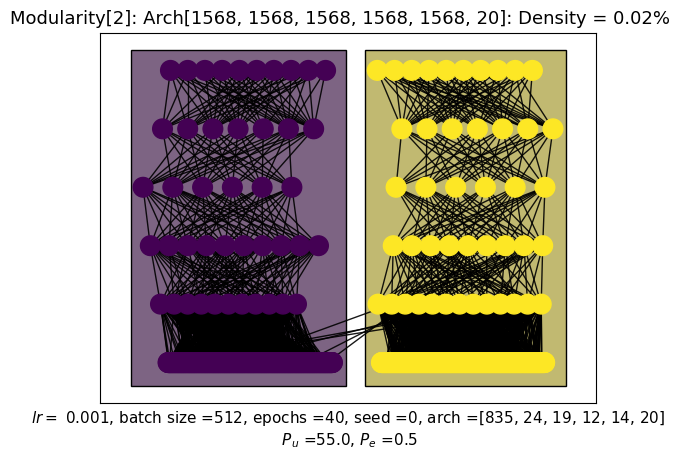 Modularity[2]: Arch[1568, 1568, 1568, 1568, 1568, 20]: Density = 0.02%
lr = 0.001, batch size =512, epochs =40, seed =0, arch =[835, 24, 19, 12, 14, 20]
P_u =55.0, P_e =0.5